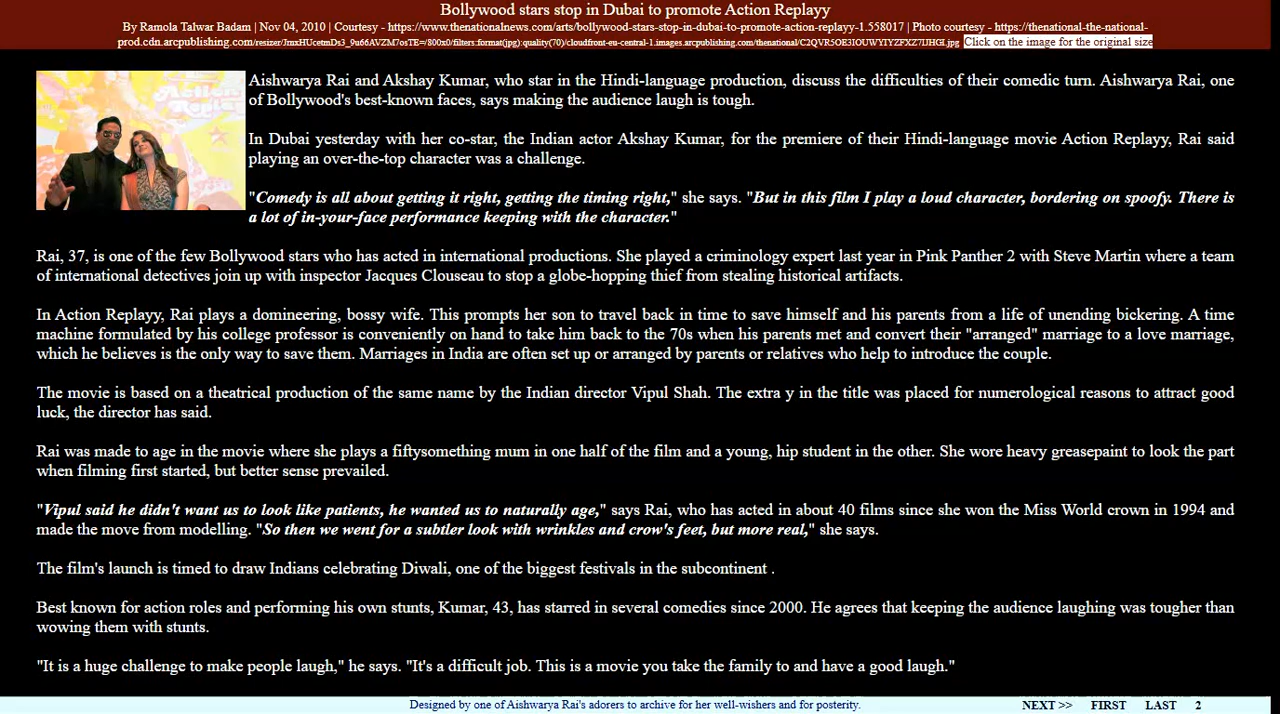 Bollywood stars stop in Dubai to promote Action Replayy
By Ramola Talwar Badam | Nov 04, 2010 | Courtesy - https://www.thenationalnews.com/arts/bollywood-stars-stop-in-dubai-to-promote-action-replayy-1.558017 | Photo courtesy - https://thenational-the-national-
prod.cdn.arcpublishing.com/resizer/JmxHUcetmDs3_9u66AVZM7osTE=/800x0/filters:format(jpg):quality(70)/cloudfront-eu-central-1.images.arcpublishing.com/thenational/C2QVR5OE3IOUWYIYZFXZ7IJHGI.jpg Click on the image for the original size
Aishwarya Rai and Akshay Kumar, who star in the Hindi-language production, discuss the difficulties of their comedic turn. Aishwarya Rai, one
of Bollywood's best-known faces, says making the audience laugh is tough.
In Dubai yesterday with her co-star, the Indian actor Akshay Kumar, for the premiere of their Hindi-language movie Action Replayy, Rai said
playing an over-the-top character was a challenge.
"Comedy is all about getting it right, getting the timing right," she says. "But in this film I play a loud character, bordering on spoofy. There is
a lot of in-your-face performance keeping with the character."
Rai, 37, is one of the few Bollywood stars who has acted in international productions. She played a criminology expert last year in Pink Panther 2 with Steve Martin where a team
of international detectives join up with inspector Jacques Clouseau to stop a globe-hopping thief from stealing historical artifacts.
In Action Replayy, Rai plays a domineering, bossy wife. This prompts her son to travel back in time to save himself and his parents from a life of unending bickering. A time
machine formulated by his college professor is conveniently on hand to take him back to the 70s when his parents met and convert their "arranged" marriage to a love marriage,
which he believes is the only way to save them. Marriages in India are often set up or arranged by parents or relatives who help to introduce the couple.
The movie is based on a theatrical production of the same name by the Indian director Vipul Shah. The extra y in the title was placed for numerological reasons to attract good
luck, the director has said.
Rai was made to age in the movie where she plays a fiftysomething mum in one half of the film and a young, hip student in the other. She wore heavy greasepaint to look the part
when filming first started, but better sense prevailed.
"Vipul said he didn't want us to look like patients, he wanted us to naturally age," says Rai, who has acted in about 40 films since she won the Miss World crown in 1994 and
made the move from modelling. "So then we went for a subtler look with wrinkles and crow's feet, but more real," she says.
The film's launch is timed to draw Indians celebrating Diwali, one of the biggest festivals in the subcontinent .
Best known for action roles and performing his own stunts, Kumar, 43, has starred in several comedies since 2000. He agrees that keeping the audience laughing was tougher than
wowing them with stunts.
"It is a huge challenge to make people laugh," he says. "It's a difficult job. This is a movie you take the family to and have a good laugh."
Designed by one of Aishwarya Rai's adorers to archive for her well-wishers and for posterity. NEXT >> FIRST LAST 2